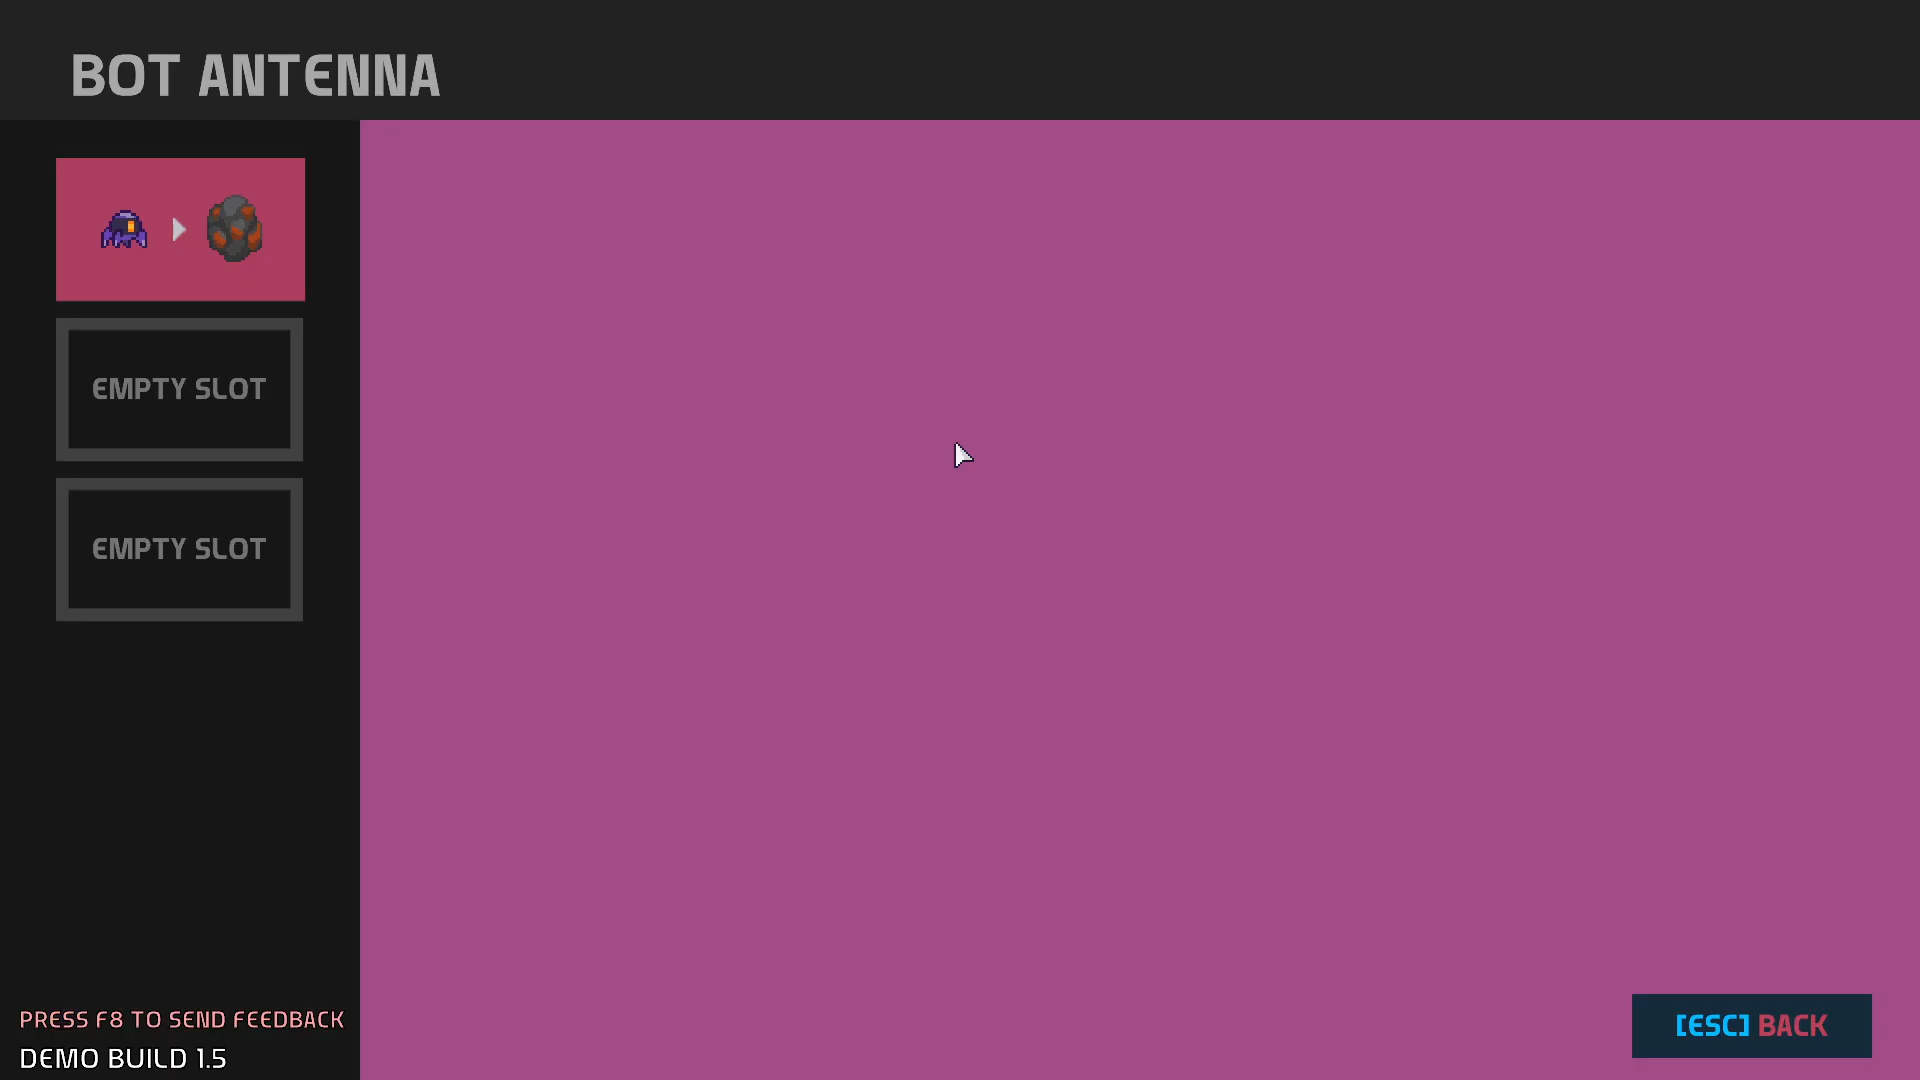 BOT ANTENNA
EMPTY SLOT
EMPTY SLOT
PRESS F8 TO SEND FEEDBACK
DEMO BUILD 1.5
[ESC] BACK